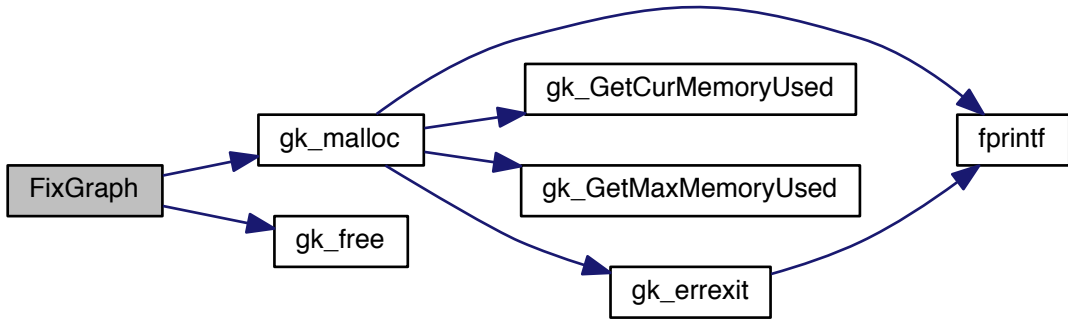 FixGraph
gk_malloc
gk_free
gk_GetCurMemoryUsed
gk_GetMaxMemoryUsed
gk_errexit
fprintf